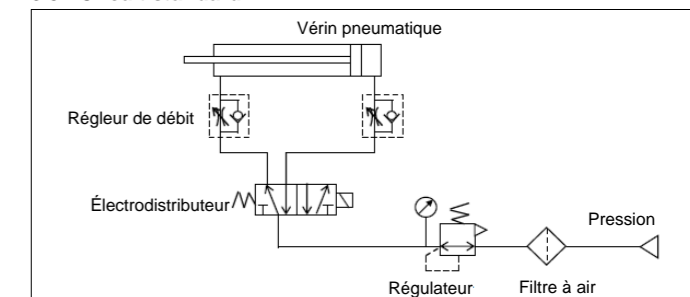 Vérin pneumatique
Régleur de débit
Électrodistributeur
Pression
Régulateur
Filtre à air